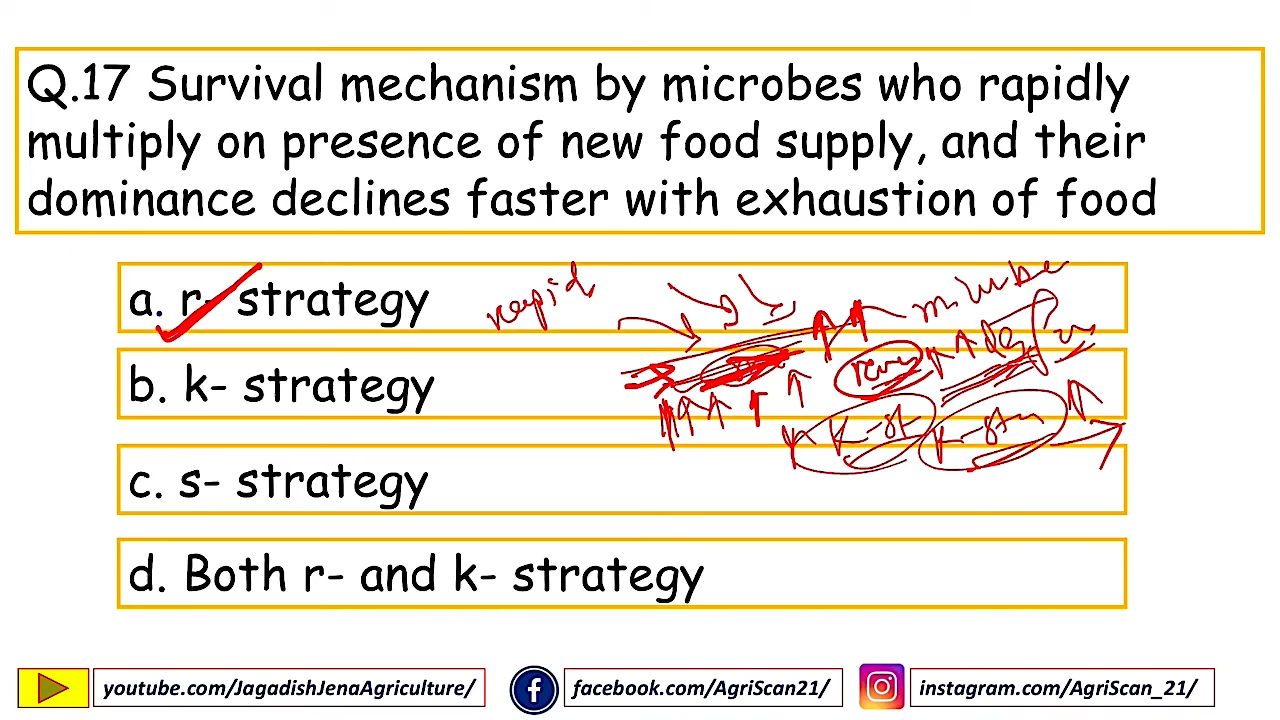 Q.17 Survival mechanism by microbes who rapidly
multiply on presence of new food supply, and their
dominance declines faster with exhaustion of food
a. r- strategy
rapid
b. k- strategy
k-st
k-stra
c. s- strategy
d. Both r- and k- strategy
youtube.com/JagadishJenaAgriculture/
facebook.com/AgriScan21/
instagram.com/AgriScan_21/